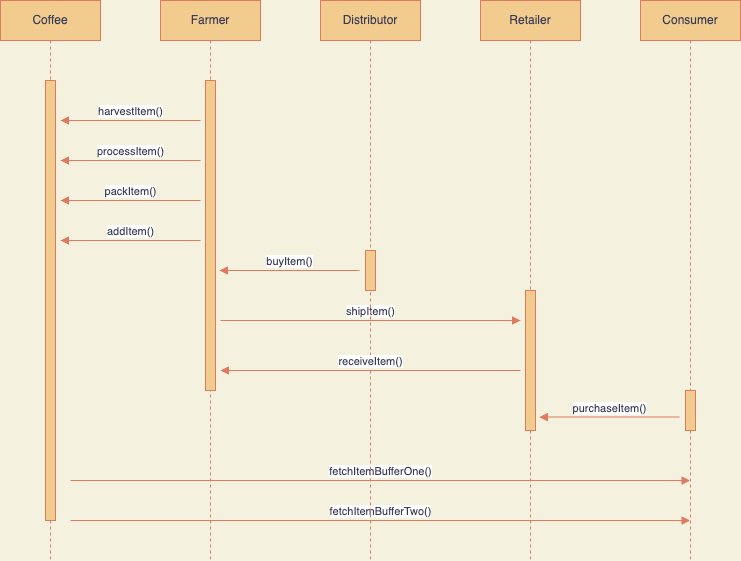 Coffee
Farmer
Distributor
Retailer
Consumer
harvestItem()
processItem()
packItem()
addItem()
buyItem()
shipItem()
receiveItem()
purchaseItem()
fetchItemBufferOne()
fetchItemBufferTwo()